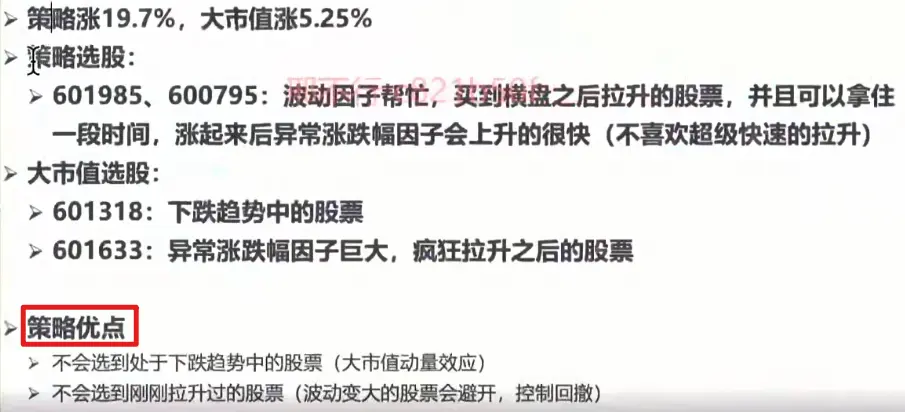 策略涨19.7%，大市值涨5.25%
策略选股：
601985、600795：波动因子帮忙，买到横盘之后拉升的股票，并且可以拿住
一段时间，涨起来后异常涨跌幅因子会上升的很快（不喜欢超级快速的拉升）
大市值选股：
601318：下跌趋势中的股票
601633：异常涨跌幅因子巨大，疯狂拉升之后的股票
策略优点
不会选到处于下跌趋势中的股票（大市值动量效应）
不会选到刚刚拉升过的股票（波动变大的股票会避开，控制回撤）